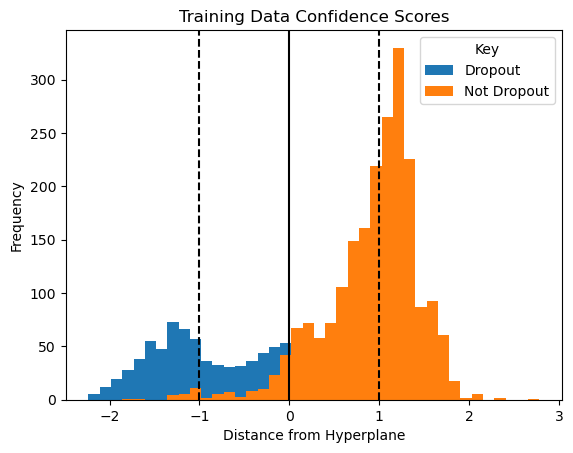 Training Data Confidence Scores
Key
Dropout
Not Dropout
Frequency
300
250
200
150
100
50
0
−2
−1
0
1
2
3
Distance from Hyperplane